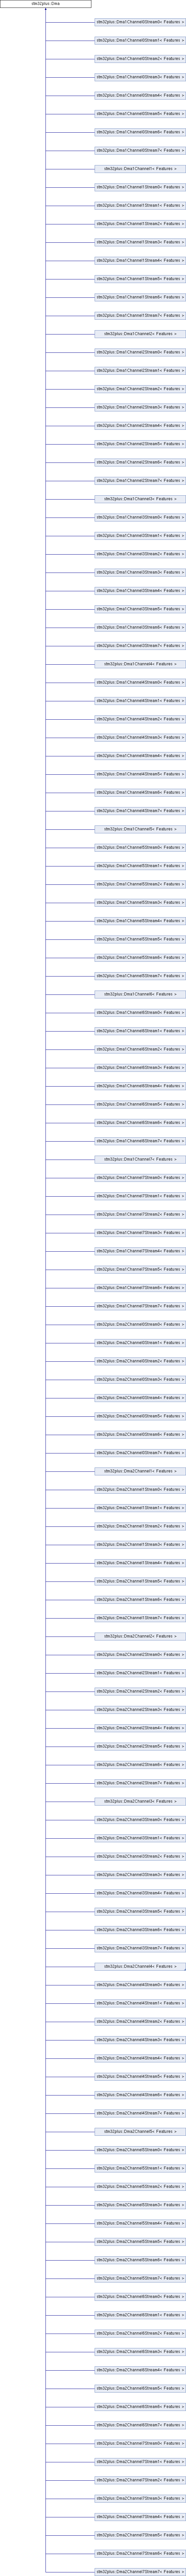 stm32plus::Dma
stm32plus::Dma1Channel0Stream0< Features >
stm32plus::Dma1Channel0Stream1< Features >
stm32plus::Dma1Channel0Stream2< Features >
stm32plus::Dma1Channel0Stream3< Features >
stm32plus::Dma1Channel0Stream4< Features >
stm32plus::Dma1Channel0Stream5< Features >
stm32plus::Dma1Channel0Stream6< Features >
stm32plus::Dma1Channel0Stream7< Features >
stm32plus::Dma1Channel1< Features >
stm32plus::Dma1Channel1Stream0< Features >
stm32plus::Dma1Channel1Stream1< Features >
stm32plus::Dma1Channel1Stream2< Features >
stm32plus::Dma1Channel1Stream3< Features >
stm32plus::Dma1Channel1Stream4< Features >
stm32plus::Dma1Channel1Stream5< Features >
stm32plus::Dma1Channel1Stream6< Features >
stm32plus::Dma1Channel1Stream7< Features >
stm32plus::Dma1Channel2< Features >
stm32plus::Dma1Channel2Stream0< Features >
stm32plus::Dma1Channel2Stream1< Features >
stm32plus::Dma1Channel2Stream2< Features >
stm32plus::Dma1Channel2Stream3< Features >
stm32plus::Dma1Channel2Stream4< Features >
stm32plus::Dma1Channel2Stream5< Features >
stm32plus::Dma1Channel2Stream6< Features >
stm32plus::Dma1Channel2Stream7< Features >
stm32plus::Dma1Channel3< Features >
stm32plus::Dma1Channel3Stream0< Features >
stm32plus::Dma1Channel3Stream1< Features >
stm32plus::Dma1Channel3Stream2< Features >
stm32plus::Dma1Channel3Stream3< Features >
stm32plus::Dma1Channel3Stream4< Features >
stm32plus::Dma1Channel3Stream5< Features >
stm32plus::Dma1Channel3Stream6< Features >
stm32plus::Dma1Channel3Stream7< Features >
stm32plus::Dma1Channel4< Features >
stm32plus::Dma1Channel4Stream0< Features >
stm32plus::Dma1Channel4Stream1< Features >
stm32plus::Dma1Channel4Stream2< Features >
stm32plus::Dma1Channel4Stream3< Features >
stm32plus::Dma1Channel4Stream4< Features >
stm32plus::Dma1Channel4Stream5< Features >
stm32plus::Dma1Channel4Stream6< Features >
stm32plus::Dma1Channel4Stream7< Features >
stm32plus::Dma1Channel5< Features >
stm32plus::Dma1Channel5Stream0< Features >
stm32plus::Dma1Channel5Stream1< Features >
stm32plus::Dma1Channel5Stream2< Features >
stm32plus::Dma1Channel5Stream3< Features >
stm32plus::Dma1Channel5Stream4< Features >
stm32plus::Dma1Channel5Stream5< Features >
stm32plus::Dma1Channel5Stream6< Features >
stm32plus::Dma1Channel5Stream7< Features >
stm32plus::Dma1Channel6< Features >
stm32plus::Dma1Channel6Stream0< Features >
stm32plus::Dma1Channel6Stream1< Features >
stm32plus::Dma1Channel6Stream2< Features >
stm32plus::Dma1Channel6Stream3< Features >
stm32plus::Dma1Channel6Stream4< Features >
stm32plus::Dma1Channel6Stream5< Features >
stm32plus::Dma1Channel6Stream6< Features >
stm32plus::Dma1Channel6Stream7< Features >
stm32plus::Dma1Channel7< Features >
stm32plus::Dma1Channel7Stream0< Features >
stm32plus::Dma1Channel7Stream1< Features >
stm32plus::Dma1Channel7Stream2< Features >
stm32plus::Dma1Channel7Stream3< Features >
stm32plus::Dma1Channel7Stream4< Features >
stm32plus::Dma1Channel7Stream5< Features >
stm32plus::Dma1Channel7Stream6< Features >
stm32plus::Dma1Channel7Stream7< Features >
stm32plus::Dma2Channel0Stream0< Features >
stm32plus::Dma2Channel0Stream1< Features >
stm32plus::Dma2Channel0Stream2< Features >
stm32plus::Dma2Channel0Stream3< Features >
stm32plus::Dma2Channel0Stream4< Features >
stm32plus::Dma2Channel0Stream5< Features >
stm32plus::Dma2Channel0Stream6< Features >
stm32plus::Dma2Channel0Stream7< Features >
stm32plus::Dma2Channel1< Features >
stm32plus::Dma2Channel1Stream0< Features >
stm32plus::Dma2Channel1Stream1< Features >
stm32plus::Dma2Channel1Stream2< Features >
stm32plus::Dma2Channel1Stream3< Features >
stm32plus::Dma2Channel1Stream4< Features >
stm32plus::Dma2Channel1Stream5< Features >
stm32plus::Dma2Channel1Stream6< Features >
stm32plus::Dma2Channel1Stream7< Features >
stm32plus::Dma2Channel2< Features >
stm32plus::Dma2Channel2Stream0< Features >
stm32plus::Dma2Channel2Stream1< Features >
stm32plus::Dma2Channel2Stream2< Features >
stm32plus::Dma2Channel2Stream3< Features >
stm32plus::Dma2Channel2Stream4< Features >
stm32plus::Dma2Channel2Stream5< Features >
stm32plus::Dma2Channel2Stream6< Features >
stm32plus::Dma2Channel2Stream7< Features >
stm32plus::Dma2Channel3< Features >
stm32plus::Dma2Channel3Stream0< Features >
stm32plus::Dma2Channel3Stream1< Features >
stm32plus::Dma2Channel3Stream2< Features >
stm32plus::Dma2Channel3Stream3< Features >
stm32plus::Dma2Channel3Stream4< Features >
stm32plus::Dma2Channel3Stream5< Features >
stm32plus::Dma2Channel3Stream6< Features >
stm32plus::Dma2Channel3Stream7< Features >
stm32plus::Dma2Channel4< Features >
stm32plus::Dma2Channel4Stream0< Features >
stm32plus::Dma2Channel4Stream1< Features >
stm32plus::Dma2Channel4Stream2< Features >
stm32plus::Dma2Channel4Stream3< Features >
stm32plus::Dma2Channel4Stream4< Features >
stm32plus::Dma2Channel4Stream5< Features >
stm32plus::Dma2Channel4Stream6< Features >
stm32plus::Dma2Channel4Stream7< Features >
stm32plus::Dma2Channel5< Features >
stm32plus::Dma2Channel5Stream0< Features >
stm32plus::Dma2Channel5Stream1< Features >
stm32plus::Dma2Channel5Stream2< Features >
stm32plus::Dma2Channel5Stream3< Features >
stm32plus::Dma2Channel5Stream4< Features >
stm32plus::Dma2Channel5Stream5< Features >
stm32plus::Dma2Channel5Stream6< Features >
stm32plus::Dma2Channel5Stream7< Features >
stm32plus::Dma2Channel6Stream0< Features >
stm32plus::Dma2Channel6Stream1< Features >
stm32plus::Dma2Channel6Stream2< Features >
stm32plus::Dma2Channel6Stream3< Features >
stm32plus::Dma2Channel6Stream4< Features >
stm32plus::Dma2Channel6Stream5< Features >
stm32plus::Dma2Channel6Stream6< Features >
stm32plus::Dma2Channel6Stream7< Features >
stm32plus::Dma2Channel7Stream0< Features >
stm32plus::Dma2Channel7Stream1< Features >
stm32plus::Dma2Channel7Stream2< Features >
stm32plus::Dma2Channel7Stream3< Features >
stm32plus::Dma2Channel7Stream4< Features >
stm32plus::Dma2Channel7Stream5< Features >
stm32plus::Dma2Channel7Stream6< Features >
stm32plus::Dma2Channel7Stream7< Features >